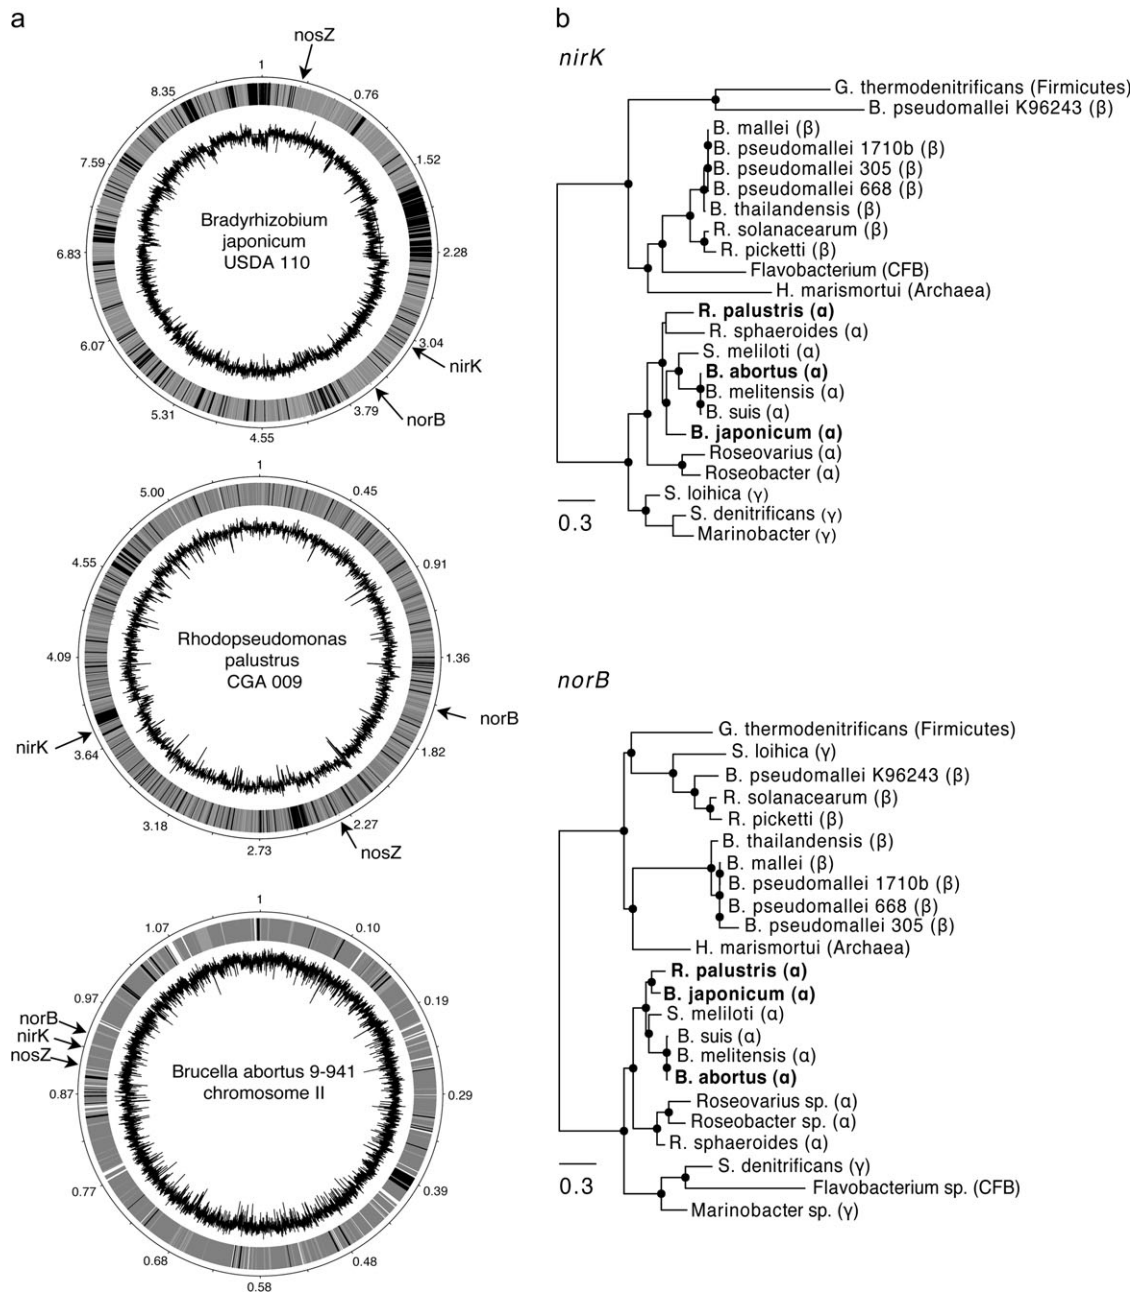 a
nosZ
1
8.35
0.76
7.59
1.52
Bradyrhizobium
japonicum
USDA 110
6.83
2.28
6.07
3.04
nirK
5.31
3.79
norB
4.55
1
5.00
0.45
4.55
0.91
Rhodopseudomonas
palustrus
CGA 009
4.09
1.36
norB
nirK
3.64
1.82
3.18
2.27
nosZ
2.73
1
1.07
0.10
0.97
0.19
norB
nirK
nosZ
Brucella abortus 9-941
chromosome II
0.87
0.29
0.77
0.39
0.68
0.48
0.58
b
nirK
G. thermodenitrificans (Firmicutes)
B. pseudomallei K96243 (β)
B. mallei (β)
B. pseudomallei 1710b (β)
B. pseudomallei 305 (β)
B. pseudomallei 668 (β)
B. thailandensis (β)
R. solanacearum (β)
R. picketti (β)
Flavobacterium (CFB)
H. marismortui (Archaea)
R. palustris (α)
R. sphaeroides (α)
S. meliloti (α)
B. abortus (α)
B. melitensis (α)
B. suis (α)
B. japonicum (α)
Roseovarius (α)
Roseobacter (α)
S. loihica (γ)
S. denitrificans (γ)
Marinobacter (γ)
0.3
norB
G. thermodenitrificans (Firmicutes)
S. loihica (γ)
B. pseudomallei K96243 (β)
R. solanacearum (β)
R. picketti (β)
B. thailandensis (β)
B. mallei (β)
B. pseudomallei 1710b (β)
B. pseudomallei 668 (β)
B. pseudomallei 305 (β)
H. marismortui (Archaea)
R. palustris (α)
B. japonicum (α)
S. meliloti (α)
B. suis (α)
B. melitensis (α)
B. abortus (α)
Roseovarius sp. (α)
Roseobacter sp. (α)
R. sphaeroides (α)
S. denitrificans (γ)
Flavobacterium sp. (CFB)
Marinobacter sp. (γ)
0.3